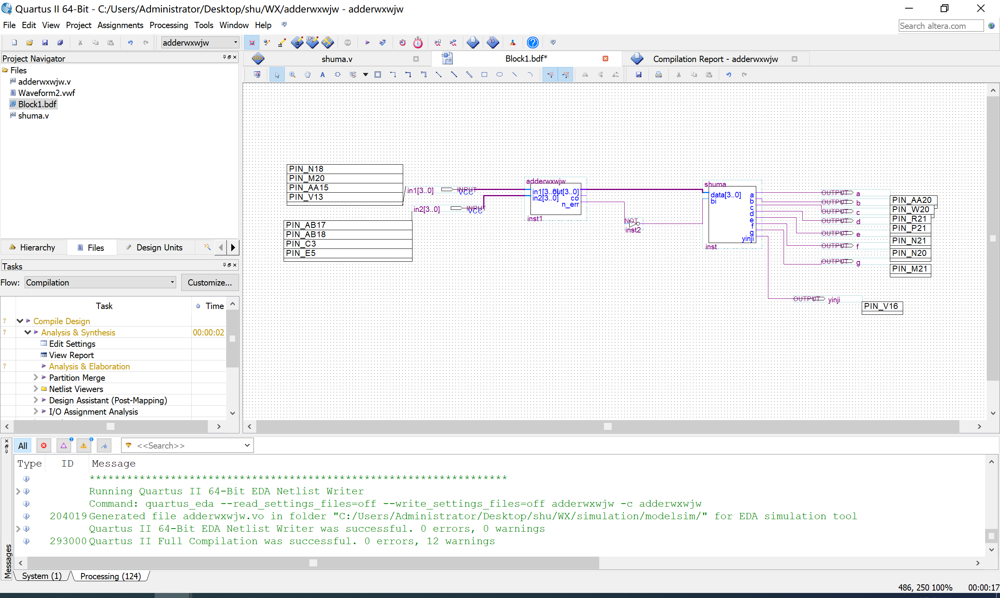 Quartus II 64-Bit - C:/Users/Administrator/Desktop/shu/WX/adderwxwjw - adderwxwjw
File Edit View Project Assignments Processing Tools Window Help
Search altera.com
adderwxwjw
Project Navigator
Files
adderwxwjw.v
Waveform2.vwf
Block1.bdf
shuma.v
Hierarchy Files Design Units
Tasks
Flow: Compilation Customize...
Task Time
Compile Design
Analysis & Synthesis 00:00:02
Edit Settings
View Report
Analysis & Elaboration
Partition Merge
Netlist Viewers
Design Assistant (Post-Mapping)
I/O Assignment Analysis
shuma.v
Block1.bdf*
Compilation Report - adderwxwjw
PIN_N18
PIN_M20
PIN_AA15
PIN_V13
in1[3..0] INPUT
VCC
in2[3..0] INPUT
VCC
PIN_AB17
PIN_AB18
PIN_C3
PIN_E5
adderwxwjw
in1[3..0] out[3..0]
in2[3..0] co
n_err
inst1
NOT
inst2
shuma
data[3..0] a
bi b
c
d
e
f
g
yinji
inst
OUTPUT a
OUTPUT b
OUTPUT c
OUTPUT d
OUTPUT e
OUTPUT f
OUTPUT g
OUTPUT yinji
PIN_AA20
PIN_W20
PIN_R21
PIN_P21
PIN_N21
PIN_N20
PIN_M21
PIN_V16
Messages
All 3 8 <<Search>>
Type ID Message
*******************************************************************
Running Quartus II 64-Bit EDA Netlist Writer
Command: quartus_eda --read_settings_files=off --write_settings_files=off adderwxwjw -c adderwxwjw
204019 Generated file adderwxwjw.vo in folder "C:/Users/Administrator/Desktop/shu/WX/simulation/modelsim/" for EDA simulation tool
Quartus II 64-Bit EDA Netlist Writer was successful. 0 errors, 0 warnings
293000 Quartus II Full Compilation was successful. 0 errors, 12 warnings
System (1) Processing (124)
486, 250 100% 00:00:17